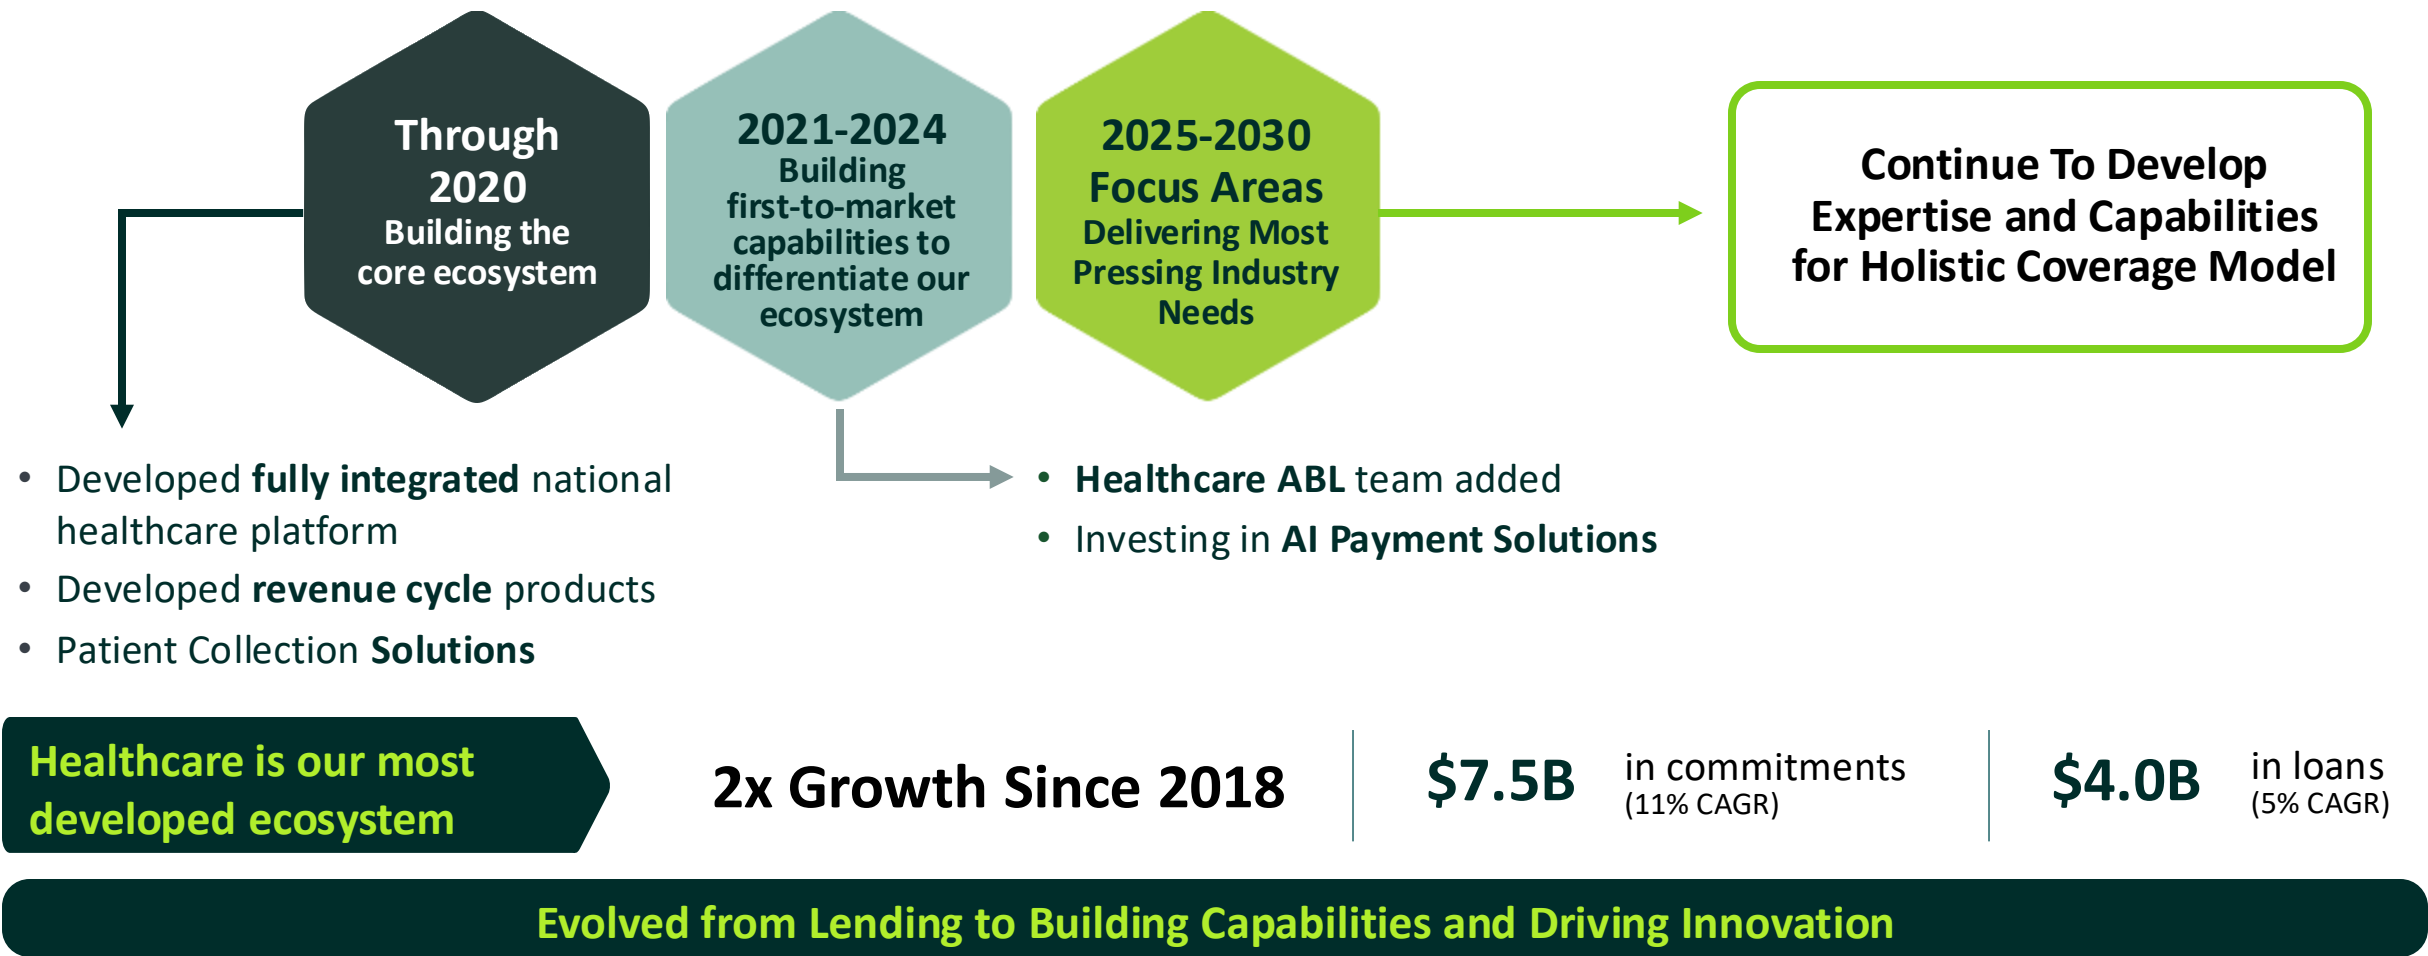 Through
2020
Building the
core ecosystem
2021-2024
Building
first-to-market
capabilities to
differentiate our
ecosystem
2025-2030
Focus Areas
Delivering Most
Pressing Industry
Needs
Continue To Develop
Expertise and Capabilities
for Holistic Coverage Model
• Developed fully integrated national
healthcare platform
• Developed revenue cycle products
• Patient Collection Solutions
• Healthcare ABL team added
• Investing in AI Payment Solutions
Healthcare is our most
developed ecosystem
2x Growth Since 2018
$7.5B
in commitments
(11% CAGR)
$4.0B
in loans
(5% CAGR)
Evolved from Lending to Building Capabilities and Driving Innovation